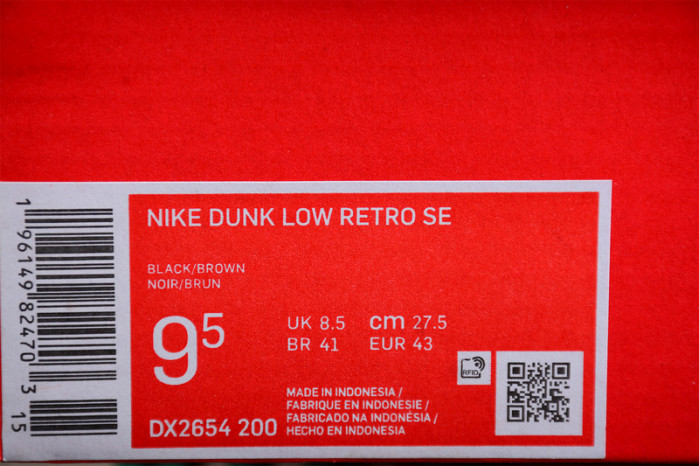 NIKE DUNK LOW RETRO SE
BLACK/BROWN
NOIR/BRUN
9⁵
UK 8.5 cm 27.5
BR 41 EUR 43
RFID
MADE IN INDONESIA /
FABRIQUE EN INDONESIE /
FABRICADO NA INDONÉSIA /
HECHO EN INDONESIA
DX2654 200
1 96149 82470 3 15